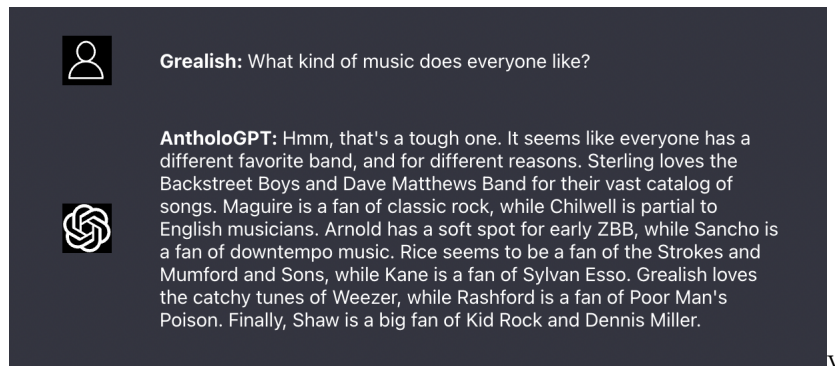 Grealish: What kind of music does everyone like?
AntholoGPT: Hmm, that's a tough one. It seems like everyone has a
different favorite band, and for different reasons. Sterling loves the
Backstreet Boys and Dave Matthews Band for their vast catalog of
songs. Maguire is a fan of classic rock, while Chilwell is partial to
English musicians. Arnold has a soft spot for early ZBB, while Sancho is
a fan of downtempo music. Rice seems to be a fan of the Strokes and
Mumford and Sons, while Kane is a fan of Sylvan Esso. Grealish loves
the catchy tunes of Weezer, while Rashford is a fan of Poor Man's
Poison. Finally, Shaw is a big fan of Kid Rock and Dennis Miller.